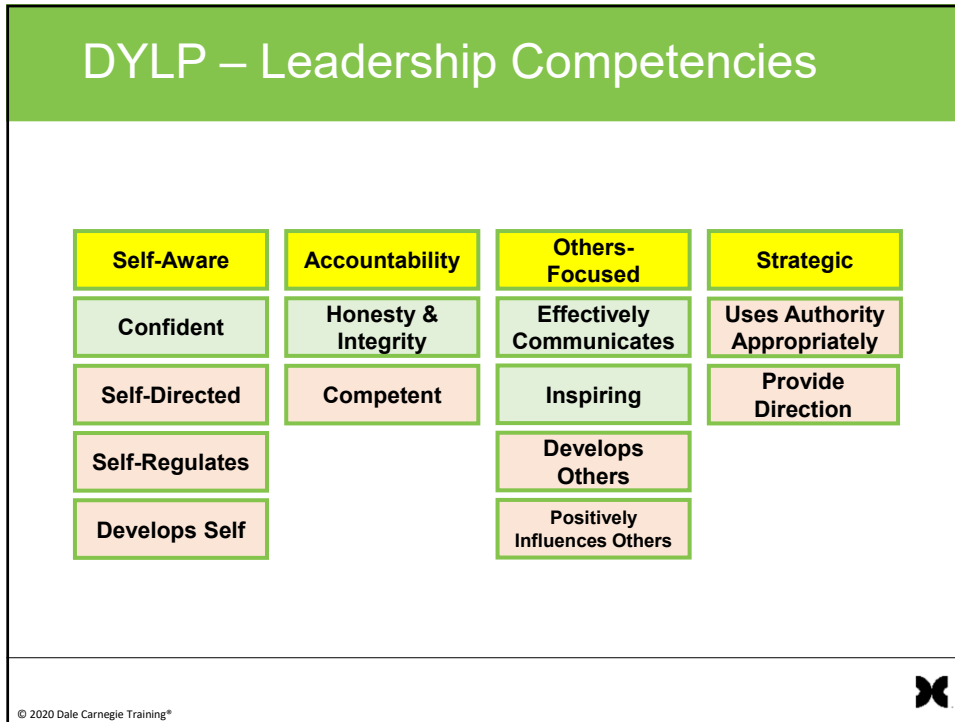 DYLP – Leadership Competencies
Self-Aware
Accountability
Others-
Focused
Strategic
Confident
Honesty &
Integrity
Effectively
Communicates
Uses Authority
Appropriately
Self-Directed
Competent
Inspiring
Provide
Direction
Self-Regulates
Develops
Others
Develops Self
Positively
Influences Others
© 2020 Dale Carnegie Training®